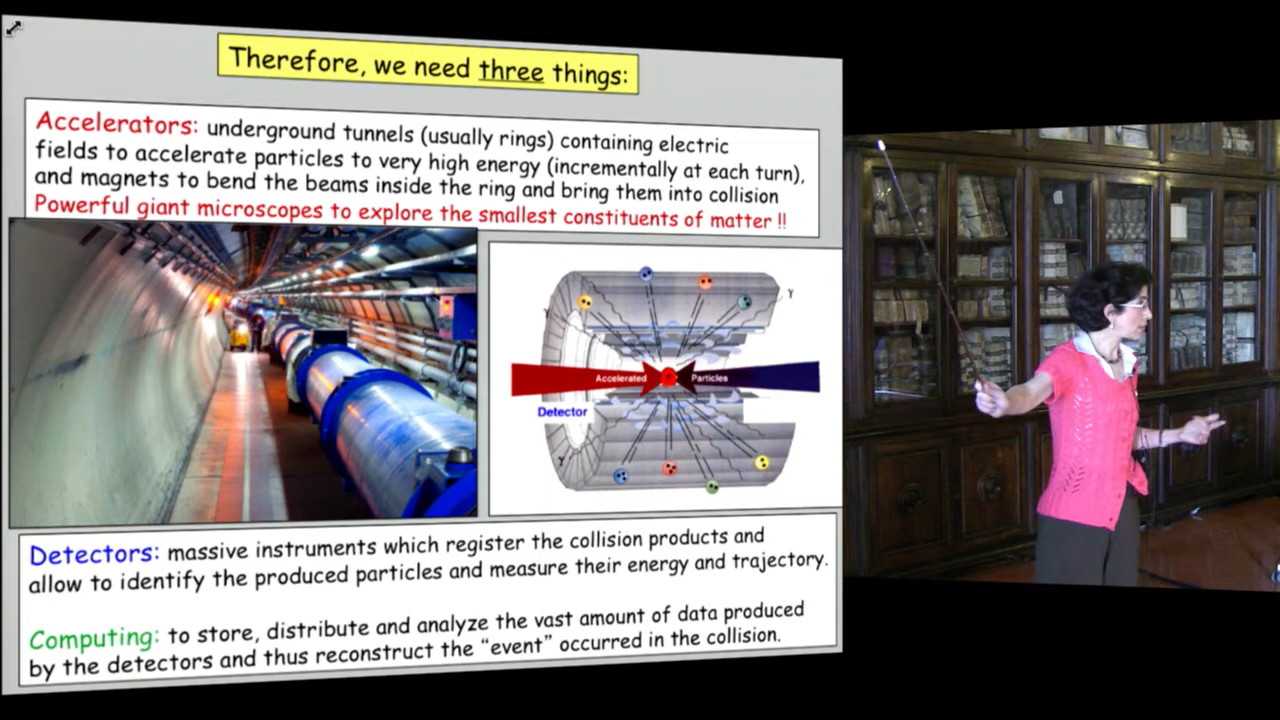 Therefore, we need three things:
Accelerators: underground tunnels (usually rings) containing electric
fields to accelerate particles to very high energy (incrementally at each turn),
and magnets to bend the beams inside the ring and bring them into collision
Powerful giant microscopes to explore the smallest constituents of matter !!
γ
γ
Accelerated Particles
Detector
γ
Detectors: massive instruments which register the collision products and
allow to identify the produced particles and measure their energy and trajectory.
Computing: to store, distribute and analyze the vast amount of data produced
by the detectors and thus reconstruct the “event” occurred in the collision.